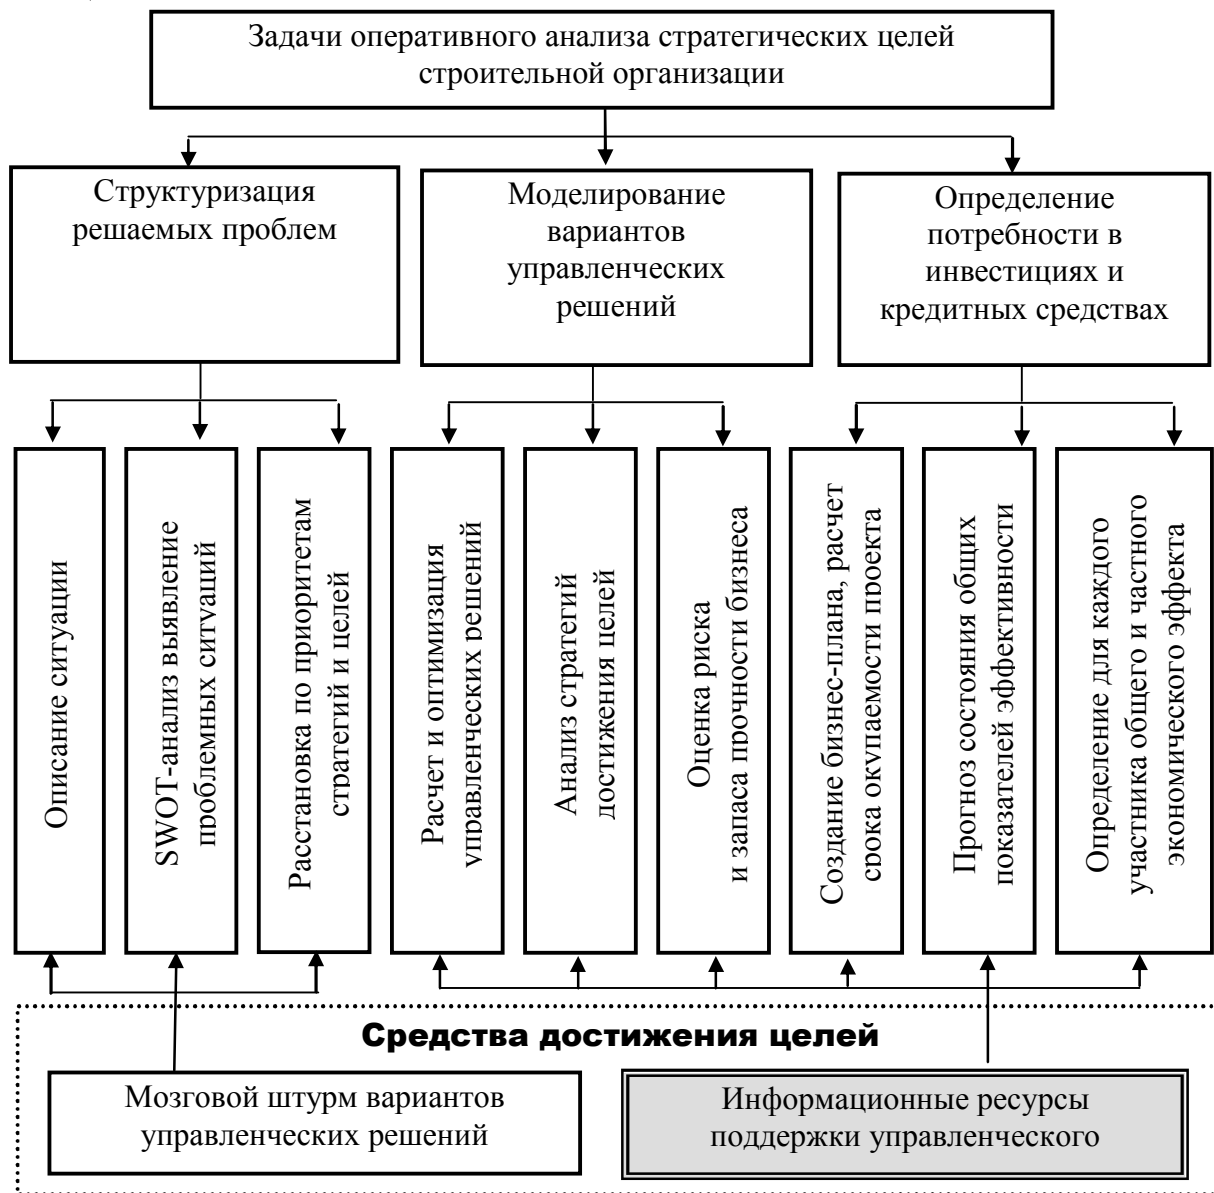 Задачи оперативного анализа стратегических целей
строительной организации
Структуризация
решаемых проблем
Моделирование
вариантов
управленческих
решений
Определение
потребности в
инвестициях и
кредитных средствах
Описание ситуации
SWOT-анализ выявление
проблемных ситуаций
Расстановка по приоритетам
стратегий и целей
Расчет и оптимизация
управленческих решений
Анализ стратегий
достижения целей
Оценка риска
и запаса прочности бизнеса
Создание бизнес-плана, расчет
срока окупаемости проекта
Прогноз состояния общих
показателей эффективности
Определение для каждого
участника общего и частного
экономического эффекта
Средства достижения целей
Мозговой штурм вариантов
управленческих решений
Информационные ресурсы
поддержки управленческого